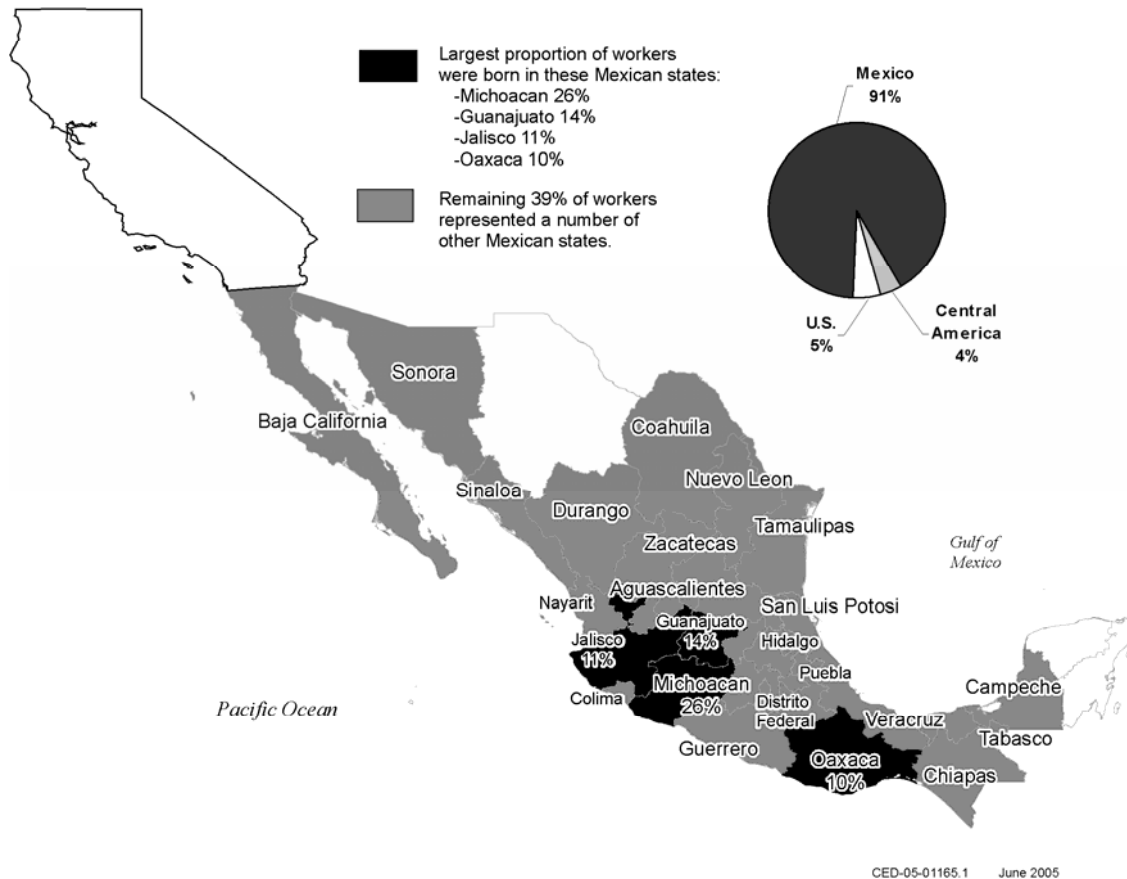 Largest proportion of workers
were born in these Mexican states:
-Michoacan 26%
-Guanajuato 14%
-Jalisco 11%
-Oaxaca 10%
Remaining 39% of workers
represented a number of
other Mexican states.
Mexico
91%
U.S.
5%
Central
America
4%
Sonora
Baja California
Coahuila
Nuevo Leon
Sinaloa
Durango
Tamaulipas
Zacatecas
Gulf of
Mexico
Aguascalientes
Nayarit
San Luis Potosi
Guanajuato
14%
Jalisco
11%
Hidalgo
Puebla
Michoacan
26%
Colima
Distrito
Federal
Campeche
Pacific Ocean
Veracruz
Tabasco
Guerrero
Oaxaca
10%
Chiapas
CED-05-01165.1 June 2005